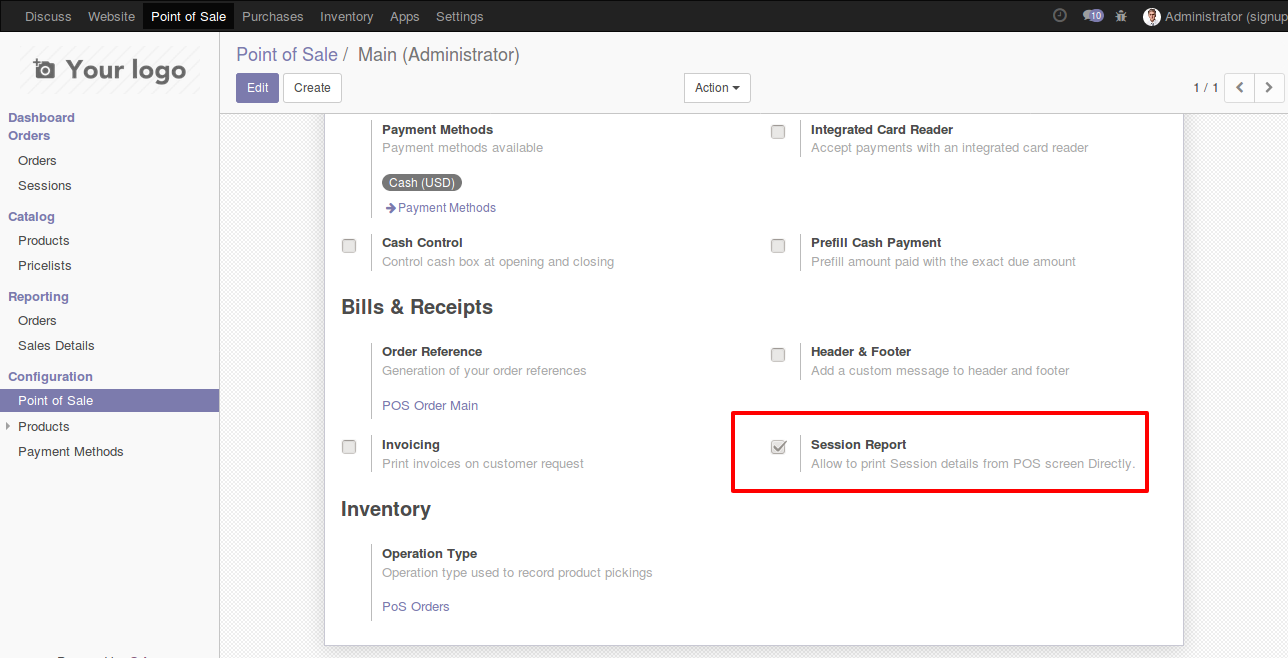 Discuss Website Point of Sale Purchases Inventory Apps Settings 10 Administrator (signup
Your logo
Point of Sale / Main (Administrator)
Edit Create Action 1 / 1
Dashboard
Orders
Orders
Sessions
Catalog
Products
Pricelists
Reporting
Orders
Sales Details
Configuration
Point of Sale
Products
Payment Methods
Payment Methods
Payment methods available
Cash (USD)
Payment Methods
Integrated Card Reader
Accept payments with an integrated card reader
Cash Control
Control cash box at opening and closing
Prefill Cash Payment
Prefill amount paid with the exact due amount
Bills & Receipts
Order Reference
Generation of your order references
POS Order Main
Header & Footer
Add a custom message to header and footer
Invoicing
Print invoices on customer request
Session Report
Allow to print Session details from POS screen Directly.
Inventory
Operation Type
Operation type used to record product pickings
PoS Orders